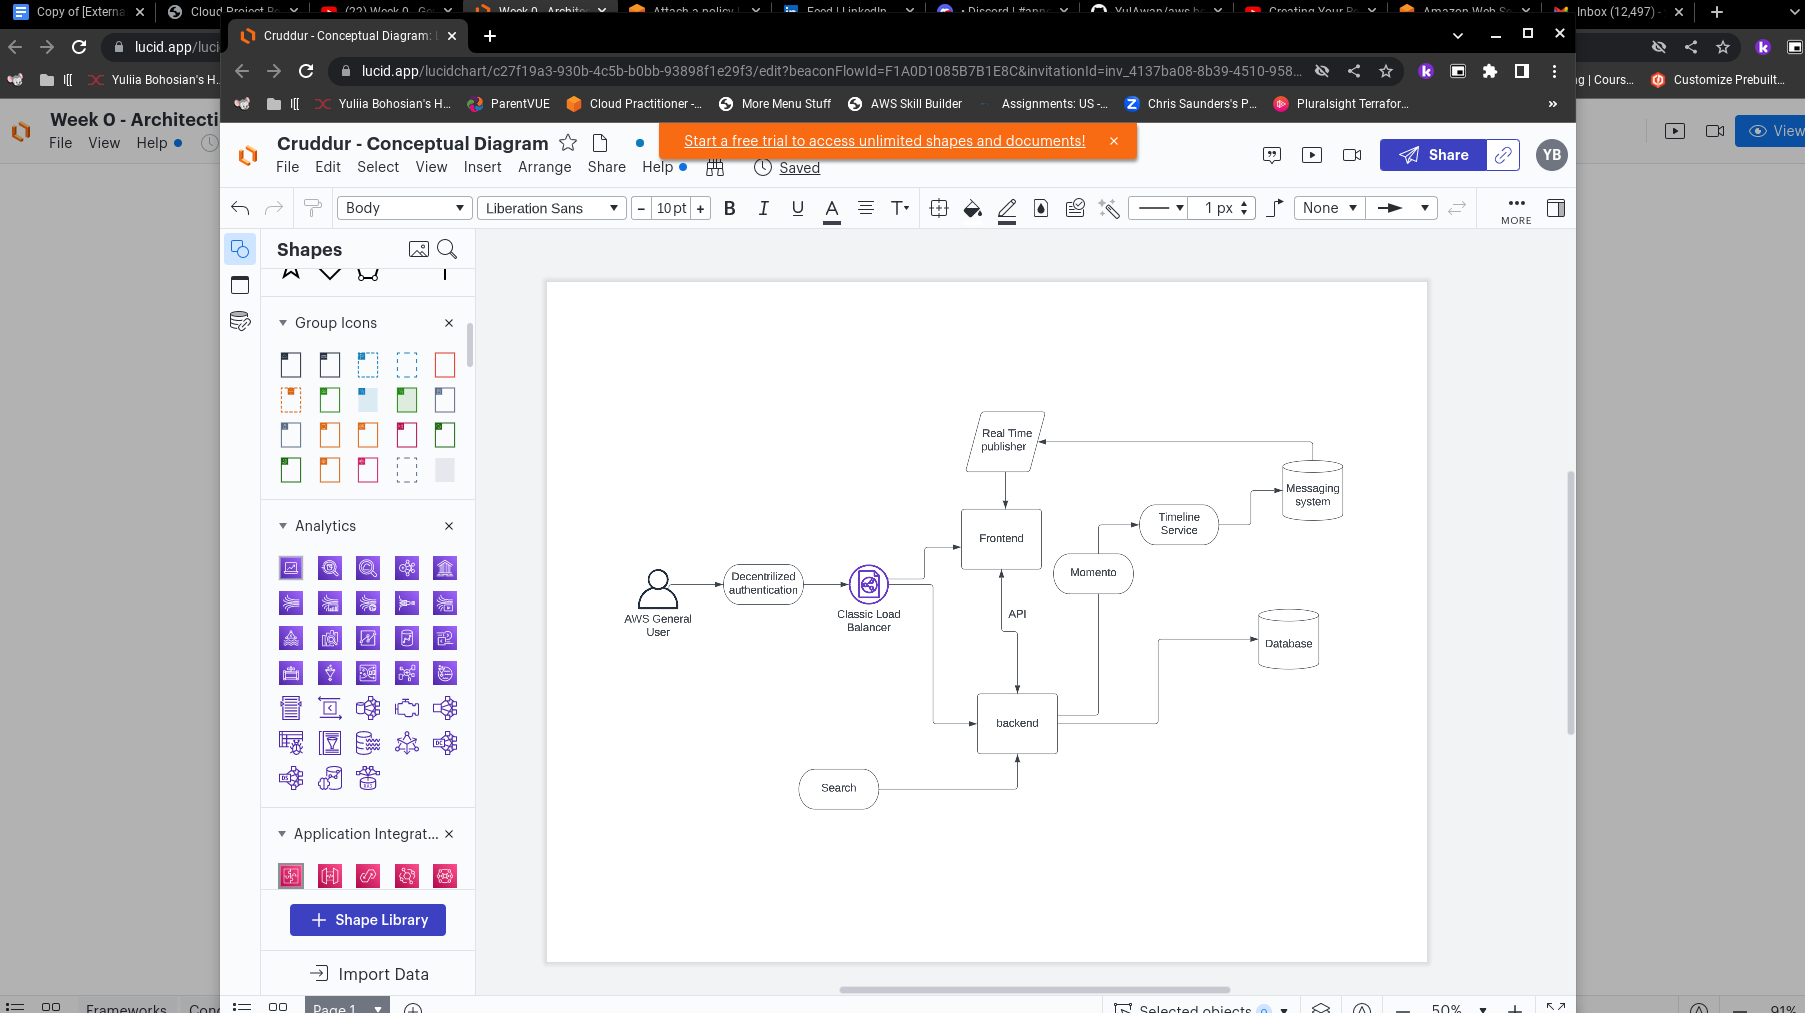 Copy of [Externa
Cloud Project Bo
(22) Week 0 - Ge
Week 0 - Archite
Attach a policy
Feed | LinkedIn
Discord | #anno
YulAwan/aws-b
Creating Your P
Amazon Web Se
Inbox (12,497) -
lucid.app/luci
Yuliia Bohosian's H.
ng | Cours...
Customize Prebuilt...
Week 0 - Architecti
File View Help
View
Cruddur - Conceptual Diagram: L
lucid.app/lucidchart/c27f19a3-930b-4c5b-b0bb-93898f1e29f3/edit?beaconFlowId=F1A0D1085B7B1E8C&invitationId=inv_4137ba08-8b39-4510-958...
I[[
Yuliia Bohosian's H...
ParentVUE
Cloud Practitioner -...
More Menu Stuff
AWS Skill Builder
Assignments: US -...
Chris Saunders's P...
Pluralsight Terrafor...
»
Cruddur - Conceptual Diagram
Start a free trial to access unlimited shapes and documents!
File Edit Select View Insert Arrange Share Help
Saved
Share
YB
Body
Liberation Sans
- 10 pt +
B I U A T
1 px
None
MORE
Shapes
Group Icons
Analytics
Application Integrat...
+ Shape Library
Import Data
Real Time
publisher
Messaging
system
Timeline
Service
Frontend
Momento
Decentrilized
authentication
AWS General
User
Classic Load
Balancer
API
Database
backend
Search
Frameworks
Conc
Page 1
Selected objects
0
50%
91%